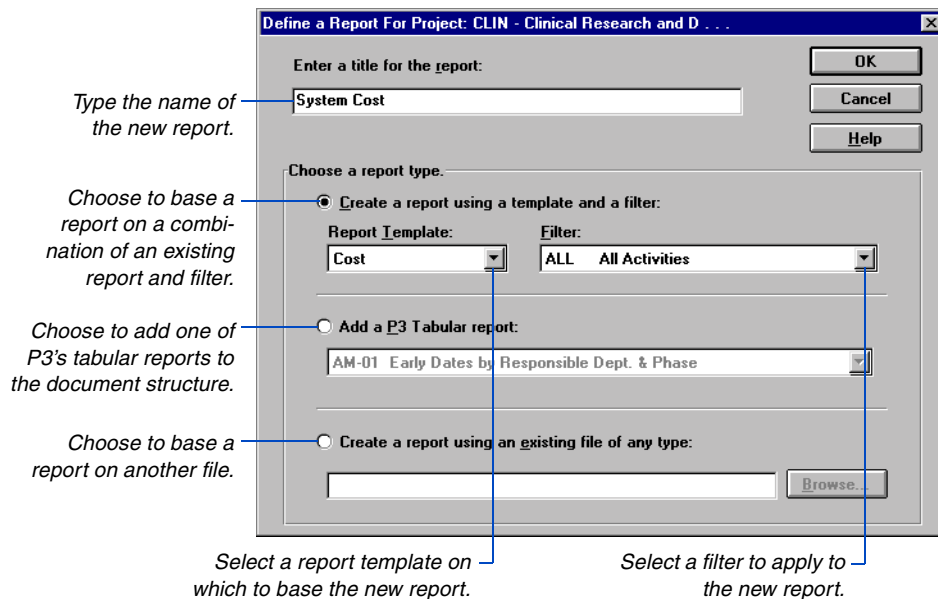 Define a Report For Project: CLIN - Clinical Research and D . . .
Enter a title for the report:
System Cost
OK
Cancel
Help
Type the name of
the new report.
Choose a report type.
Choose to base a
report on a combi-
nation of an existing
report and filter.
Create a report using a template and a filter:
Report Template:
Filter:
Cost
ALL All Activities
Choose to add one of
P3's tabular reports to
the document structure.
Add a P3 Tabular report:
AM-01 Early Dates by Responsible Dept. & Phase
Choose to base a
report on another file.
Create a report using an existing file of any type:
Browse...
Select a report template on
which to base the new report.
Select a filter to apply to
the new report.